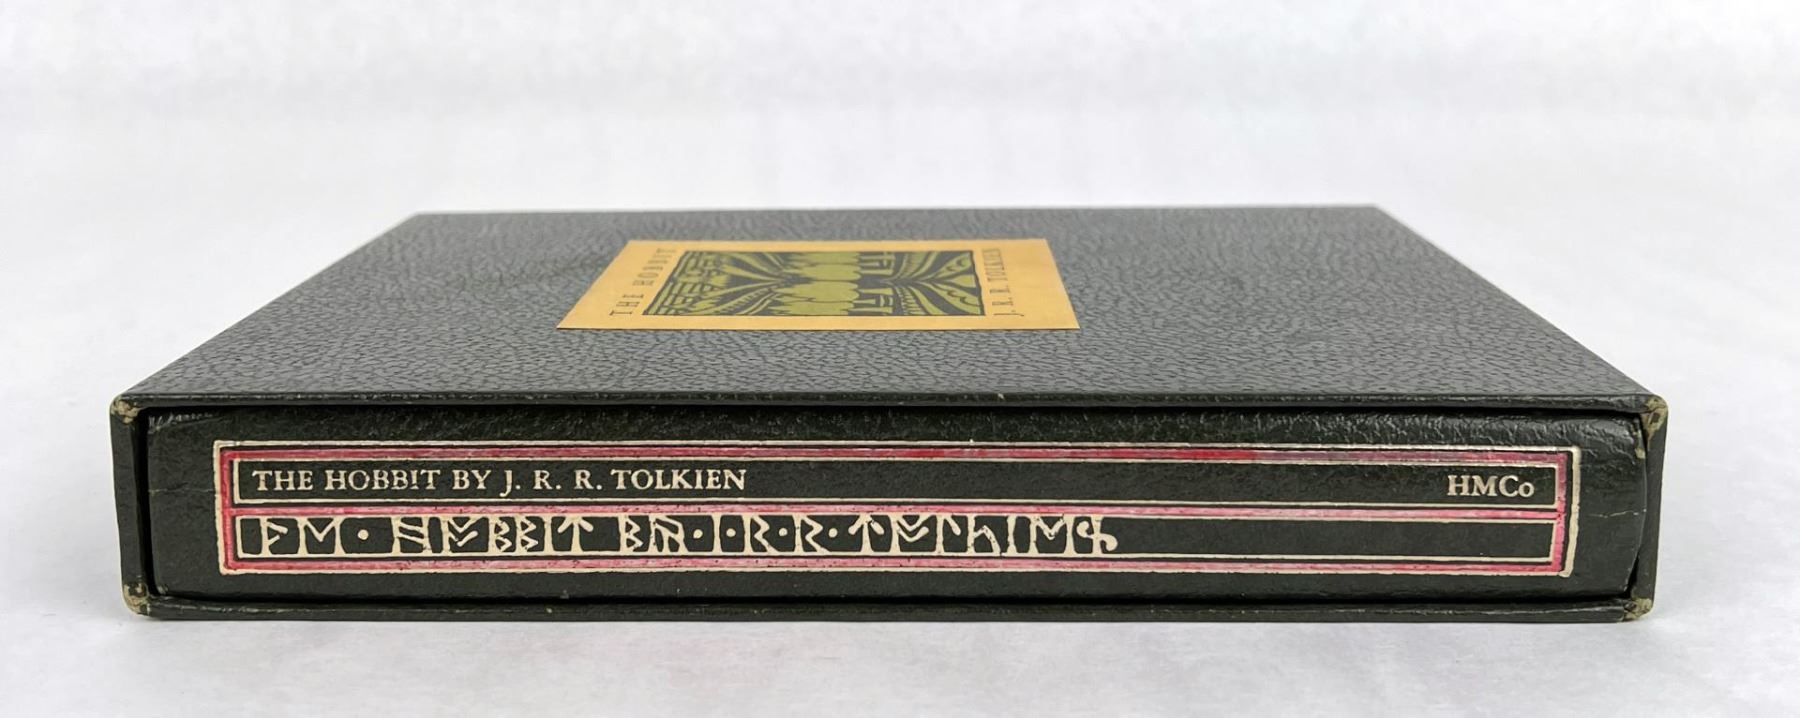 THE HOBBIT
J. R. R. TOLKIEN
THE HOBBIT BY J. R. R. TOLKIEN HMCo